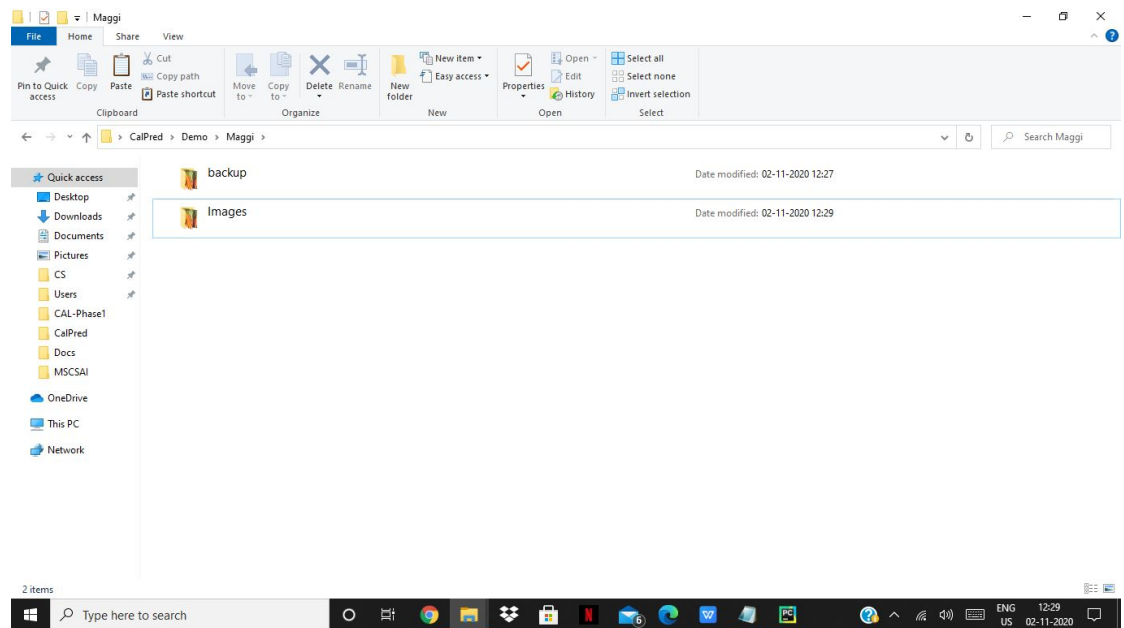 Maggi
File Home Share View
Pin to Quick access
Copy
Paste
Cut
Copy path
Paste shortcut
Clipboard
Move to
Copy to
Delete
Rename
Organize
New folder
New item
Easy access
New
Properties
Open
Edit
History
Open
Select all
Select none
Invert selection
Select
CalPred > Demo > Maggi >
Search Maggi
Quick access
Desktop
Downloads
Documents
Pictures
CS
Users
CAL-Phase1
CalPred
Docs
MSCSAI
OneDrive
This PC
Network
backup Date modified: 02-11-2020 12:27
Images Date modified: 02-11-2020 12:29
2 items
Type here to search
N
6
W
PC
ENG
US
12:29
02-11-2020